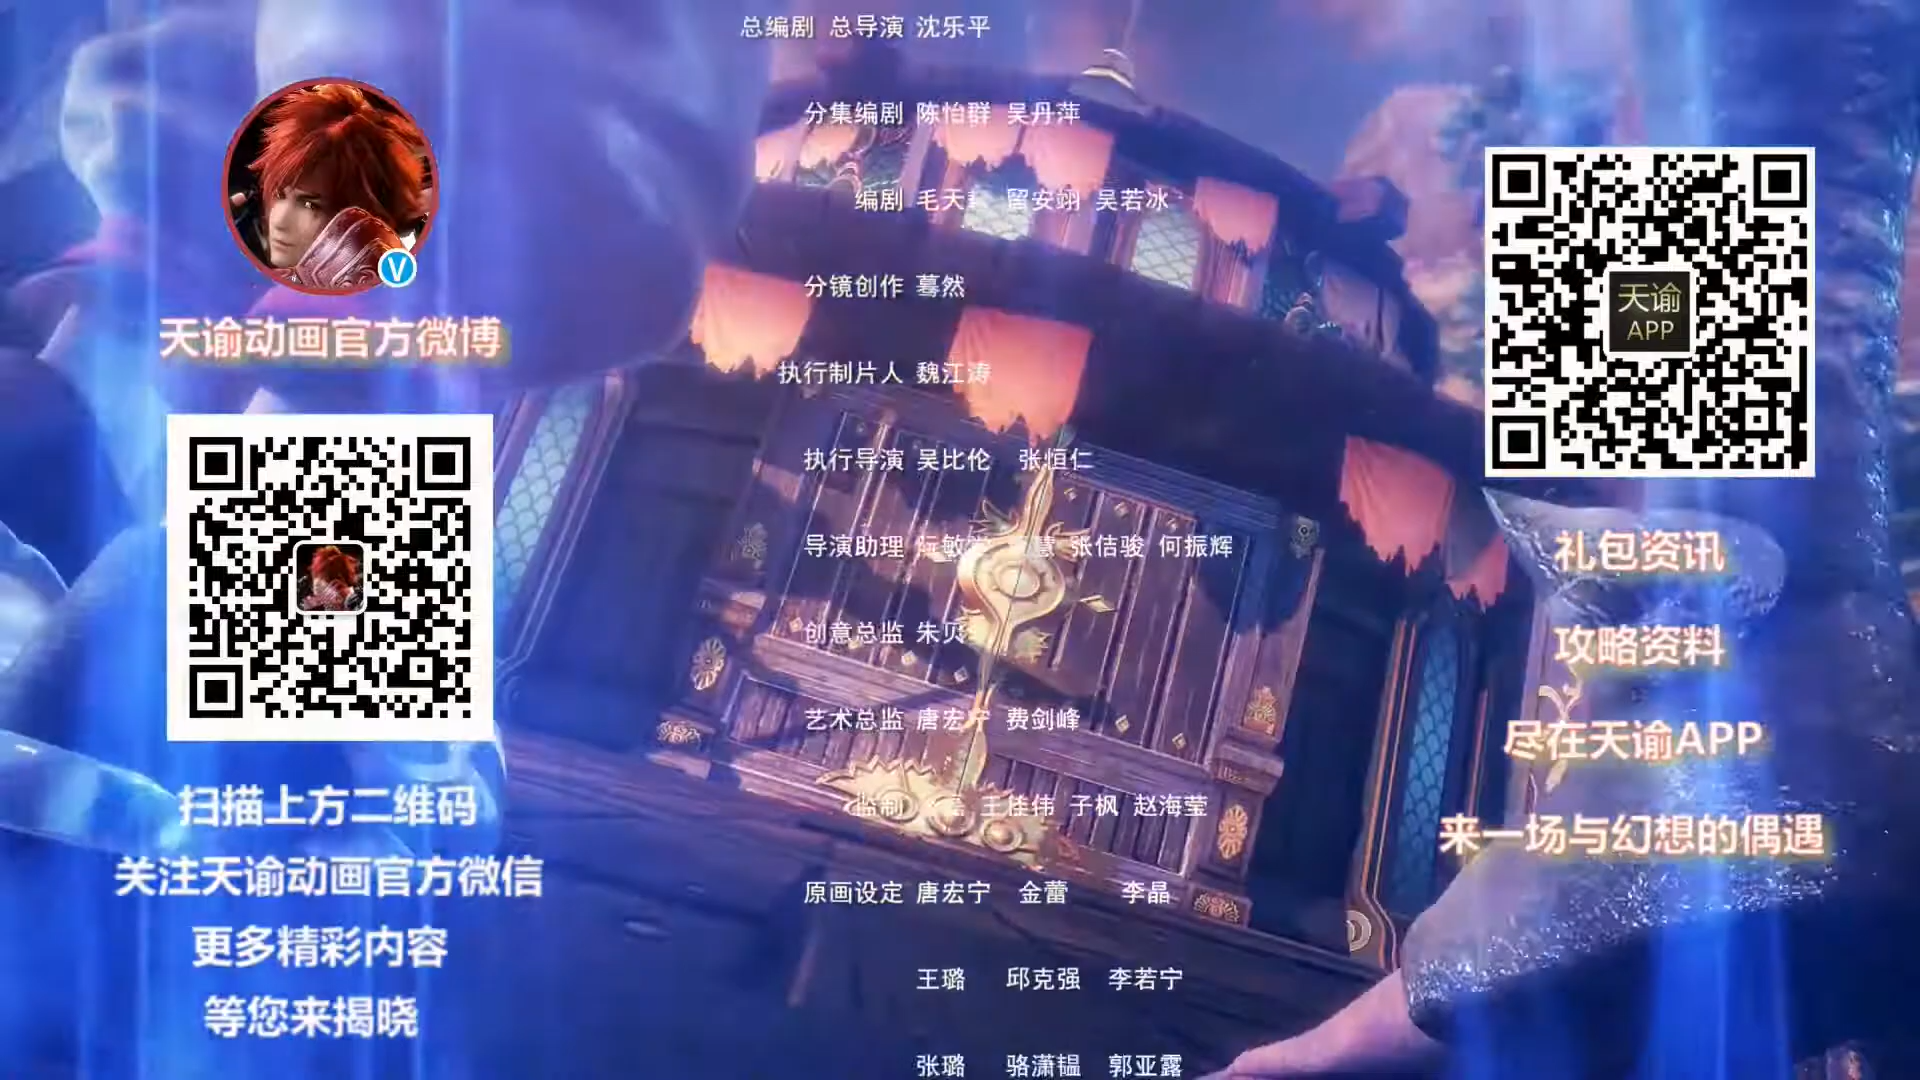 天谕动画官方微博
扫描上方二维码
关注天谕动画官方微信
更多精彩内容
等您来揭晓
总编剧 总导演 沈乐平
分集编剧 陈怡群 吴丹萍
编剧 毛天 留安翊 吴若冰
分镜创作 蓦然
执行制片人 魏江涛
执行导演 吴比伦 张恒仁
导演助理 阮敏 慧 张佶骏 何振辉
创意总监 朱贝
艺术总监 唐宏宁 费剑峰
监制 王佳伟 子枫 赵海莹
原画设定 唐宏宁 金蕾 李晶
王璐 邱克强 李若宁
张璐 骆潇韫 郭亚露
天谕
APP
礼包资讯
攻略资料
尽在天谕APP
来一场与幻想的偶遇